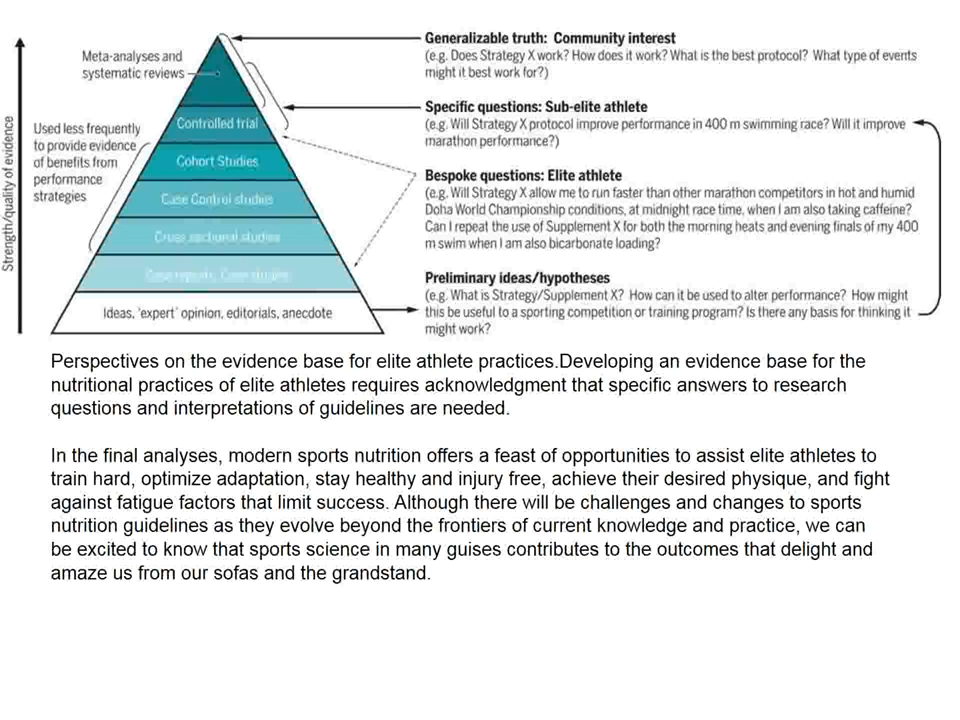 Strength/quality of evidence
Meta-analyses and
systematic reviews
Used less frequently
to provide evidence
of benefits from
performance
strategies
Controlled trial
Cohort Studies
Case Control studies
Cross sectional studies
Case reports, Case studies
Ideas, 'expert' opinion, editorials, anecdote
Generalizable truth: Community interest
(e.g. Does Strategy X work? How does it work? What is the best protocol? What type of events
might it best work for?)
Specific questions: Sub-elite athlete
(e.g. Will Strategy X protocol improve performance in 400 m swimming race? Will it improve
marathon performance?)
Bespoke questions: Elite athlete
(e.g. Will Strategy X allow me to run faster than other marathon competitors in hot and humid
Doha World Championship conditions, at midnight race time, when I am also taking caffeine?
Can I repeat the use of Supplement X for both the morning heats and evening finals of my 400
m swim when I am also bicarbonate loading?
Preliminary ideas/hypotheses
(e.g. What is Strategy/Supplement X? How can it be used to alter performance? How might
this be useful to a sporting competition or training program? Is there any basis for thinking it
might work?
Perspectives on the evidence base for elite athlete practices.Developing an evidence base for the
nutritional practices of elite athletes requires acknowledgment that specific answers to research
questions and interpretations of guidelines are needed.
In the final analyses, modern sports nutrition offers a feast of opportunities to assist elite athletes to
train hard, optimize adaptation, stay healthy and injury free, achieve their desired physique, and fight
against fatigue factors that limit success. Although there will be challenges and changes to sports
nutrition guidelines as they evolve beyond the frontiers of current knowledge and practice, we can
be excited to know that sports science in many guises contributes to the outcomes that delight and
amaze us from our sofas and the grandstand.